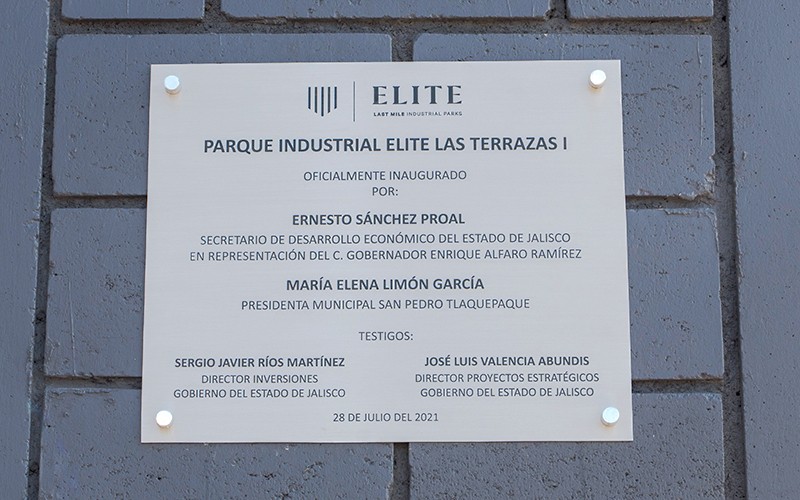 ELITE
LAST MILE INDUSTRIAL PARKS
PARQUE INDUSTRIAL ELITE LAS TERRAZAS I
OFICIALMENTE INAUGURADO
POR:
ERNESTO SÁNCHEZ PROAL
SECRETARIO DE DESARROLLO ECONÓMICO DEL ESTADO DE JALISCO
EN REPRESENTACIÓN DEL C. GOBERNADOR ENRIQUE ALFARO RAMÍREZ
MARÍA ELENA LIMÓN GARCÍA
PRESIDENTA MUNICIPAL SAN PEDRO TLAQUEPAQUE
TESTIGOS:
SERGIO JAVIER RÍOS MARTÍNEZ
DIRECTOR INVERSIONES
GOBIERNO DEL ESTADO DE JALISCO
JOSÉ LUIS VALENCIA ABUNDIS
DIRECTOR PROYECTOS ESTRATÉGICOS
GOBIERNO DEL ESTADO DE JALISCO
28 DE JULIO DEL 2021